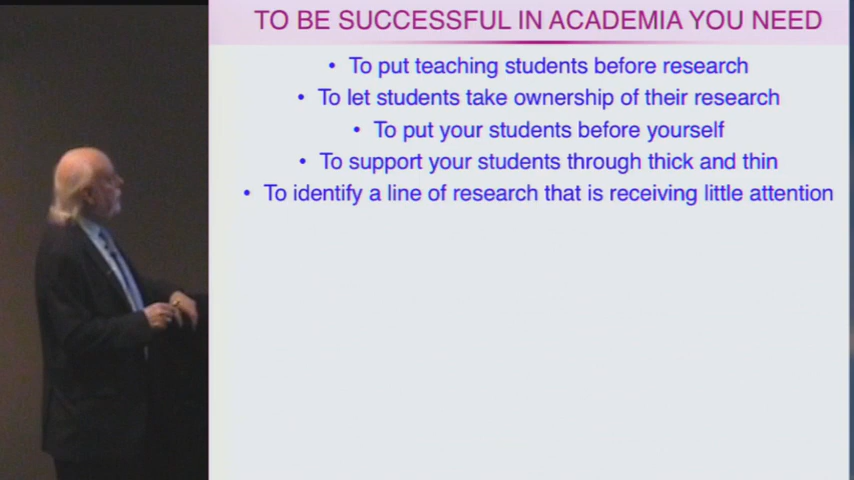 TO BE SUCCESSFUL IN ACADEMIA YOU NEED
• To put teaching students before research
• To let students take ownership of their research
• To put your students before yourself
• To support your students through thick and thin
• To identify a line of research that is receiving little attention